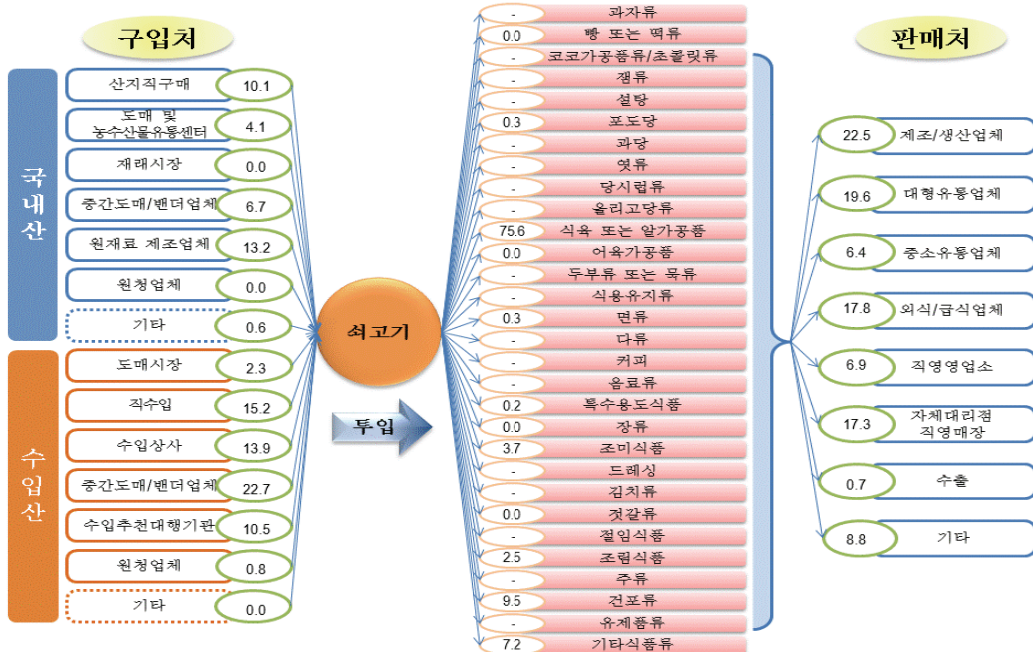 구입처
국내산
산지직구매 10.1
도매 및
농수산물유통센터 4.1
재래시장 0.0
중간도매/밴더업체 6.7
원재료 제조업체 13.2
원청업체 0.0
기타 0.6
수입산
도매시장 2.3
직수입 15.2
수입상사 13.9
중간도매/밴더업체 22.7
수입추천대행기관 10.5
원청업체 0.8
기타 0.0
쇠고기
투입
- 과자류
0.0 빵 또는 떡류
- 코코가공품류/초콜릿류
- 잼류
- 설탕
0.3 포도당
- 과당
- 엿류
- 당시럽류
- 올리고당류
75.6 식육 또는 알가공품
0.0 어육가공품
- 두부류 또는 묵류
- 식용유지류
0.3 면류
- 다류
- 커피
- 음료류
0.2 특수용도식품
0.0 장류
3.7 조미식품
- 드레싱
- 김치류
0.0 젓갈류
- 절임식품
2.5 조림식품
- 주류
9.5 건포류
- 유제품류
7.2 기타식품류
판매처
22.5 제조/생산업체
19.6 대형유통업체
6.4 중소유통업체
17.8 외식/급식업체
6.9 직영영업소
17.3 자체대리점
직영매장
0.7 수출
8.8 기타